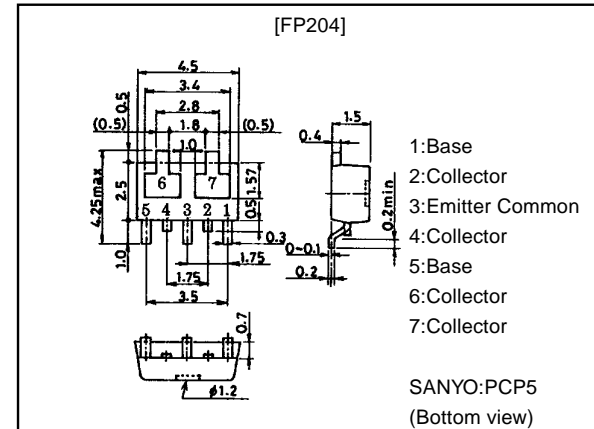 [FP204]
4.5
3.4
2.8
(0.5) 1.8 (0.5)
1.0
0.5
4.25max
2.5
1.0
6 7
1.57
0.5
5 4 3 2 1
0.3
1.75
1.75
3.5
1.5
0.4
0.2min
0~0.1
0.2
0.7
φ1.2
1:Base
2:Collector
3:Emitter Common
4:Collector
5:Base
6:Collector
7:Collector
SANYO:PCP5
(Bottom view)